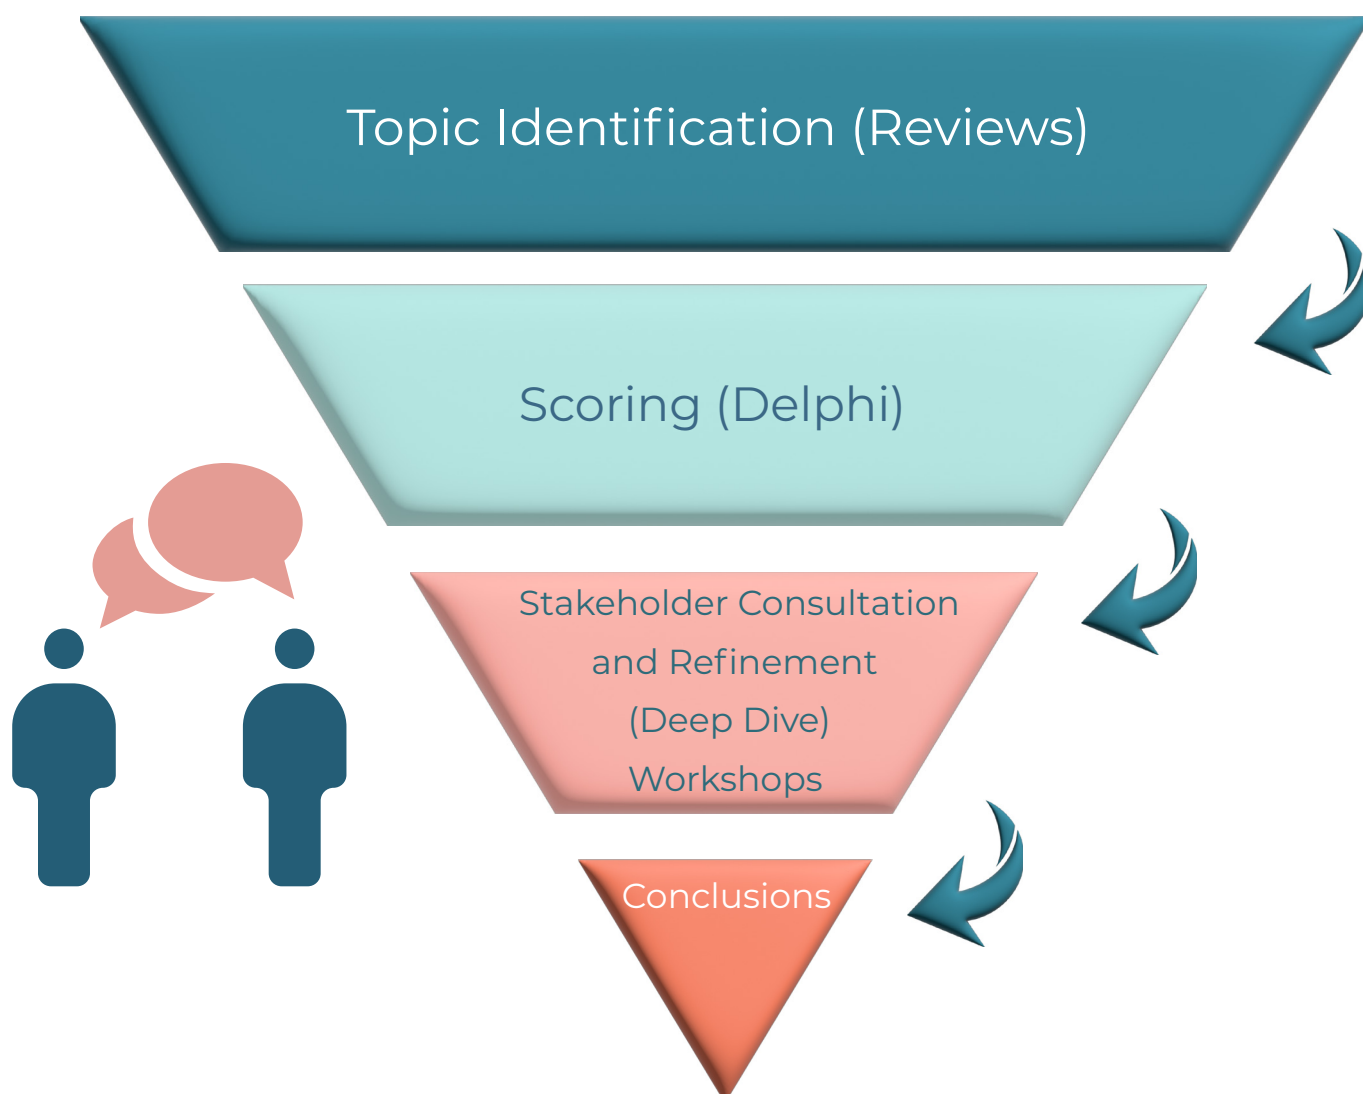 Topic Identification (Reviews)
Scoring (Delphi)
Stakeholder Consultation
and Refinement
(Deep Dive)
Workshops
Conclusions